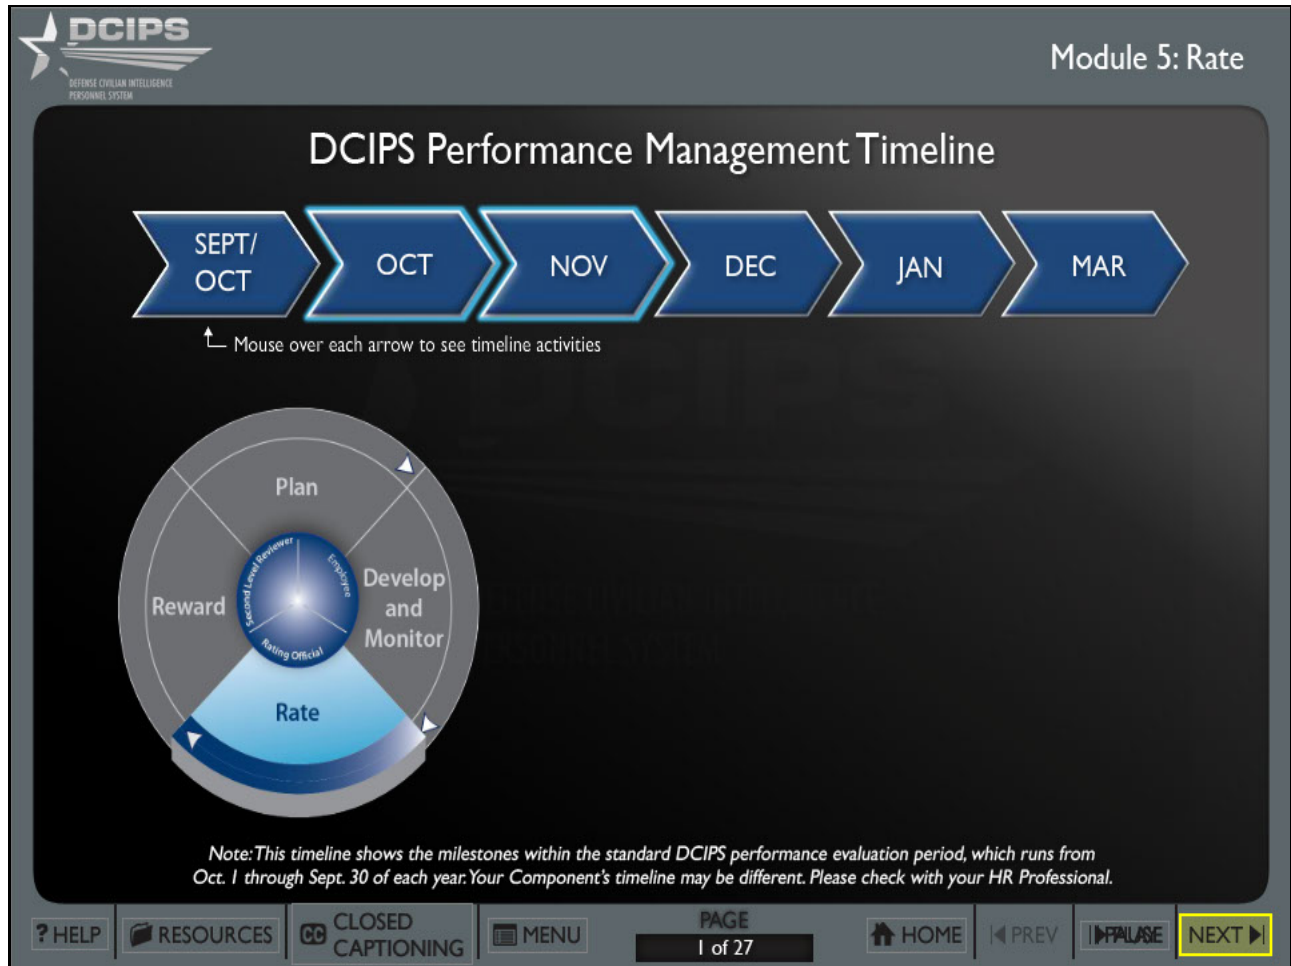 DCIPS
DEFENSE CIVILIAN INTELLIGENCE
PERSONNEL SYSTEM
Module 5: Rate
DCIPS Performance Management Timeline
SEPT/
OCT
OCT
NOV
DEC
JAN
MAR
Mouse over each arrow to see timeline activities
Plan
Second Level Reviewer
Employee
Rating Official
Develop
and
Monitor
Reward
Rate
Note: This timeline shows the milestones within the standard DCIPS performance evaluation period, which runs from
Oct. 1 through Sept. 30 of each year. Your Component's timeline may be different. Please check with your HR Professional.
? HELP
RESOURCES
CC CLOSED
CAPTIONING
MENU
PAGE
1 of 27
HOME
PREV
NEXT